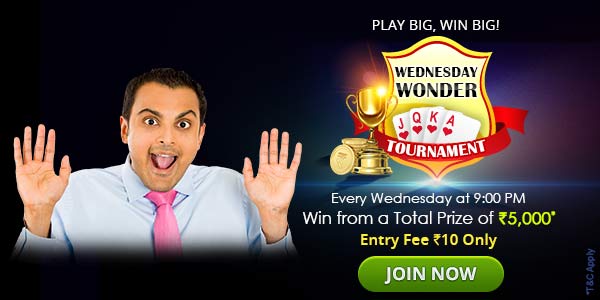 PLAY BIG, WIN BIG!
WEDNESDAY
WONDER
J Q K A
TOURNAMENT
Every Wednesday at 9:00 PM
Win from a Total Prize of ₹5,000*
Entry Fee ₹10 Only
JOIN NOW
*T&C Apply